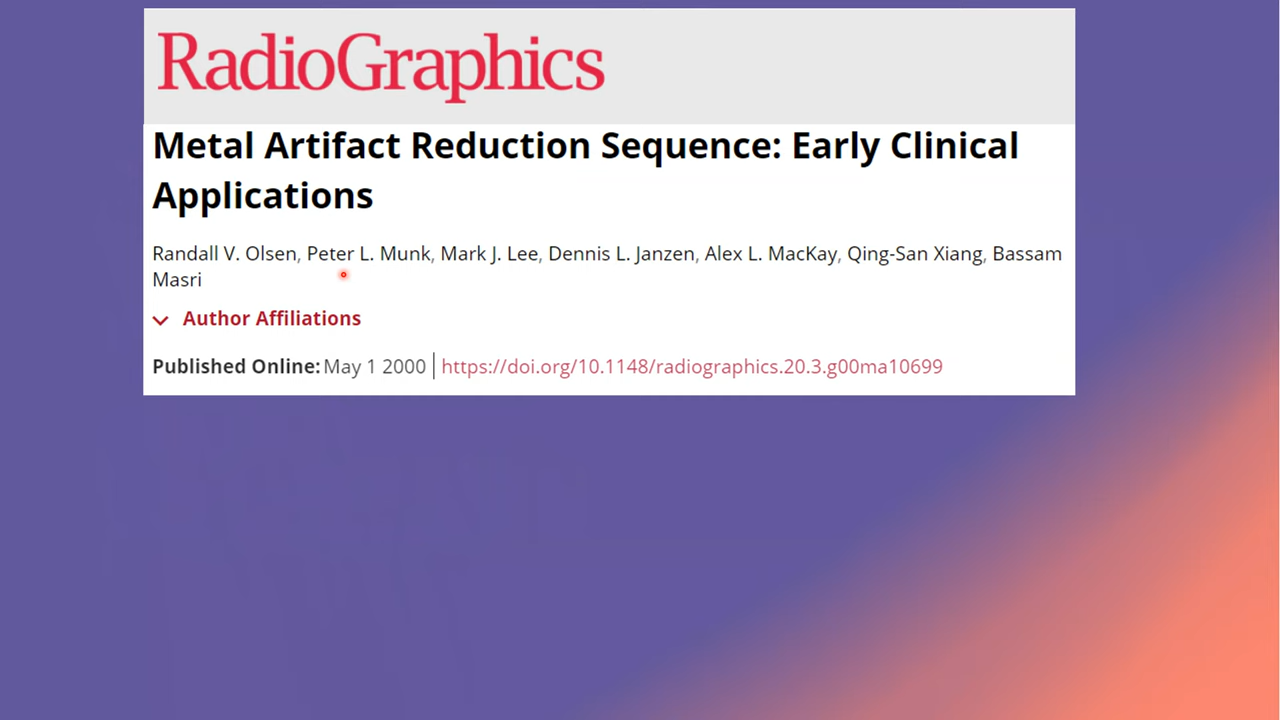 RadioGraphics
Metal Artifact Reduction Sequence: Early Clinical
Applications
Randall V. Olsen, Peter L. Munk, Mark J. Lee, Dennis L. Janzen, Alex L. MacKay, Qing-San Xiang, Bassam
Masri
Author Affiliations
Published Online: May 1 2000 | https://doi.org/10.1148/radiographics.20.3.g00ma10699